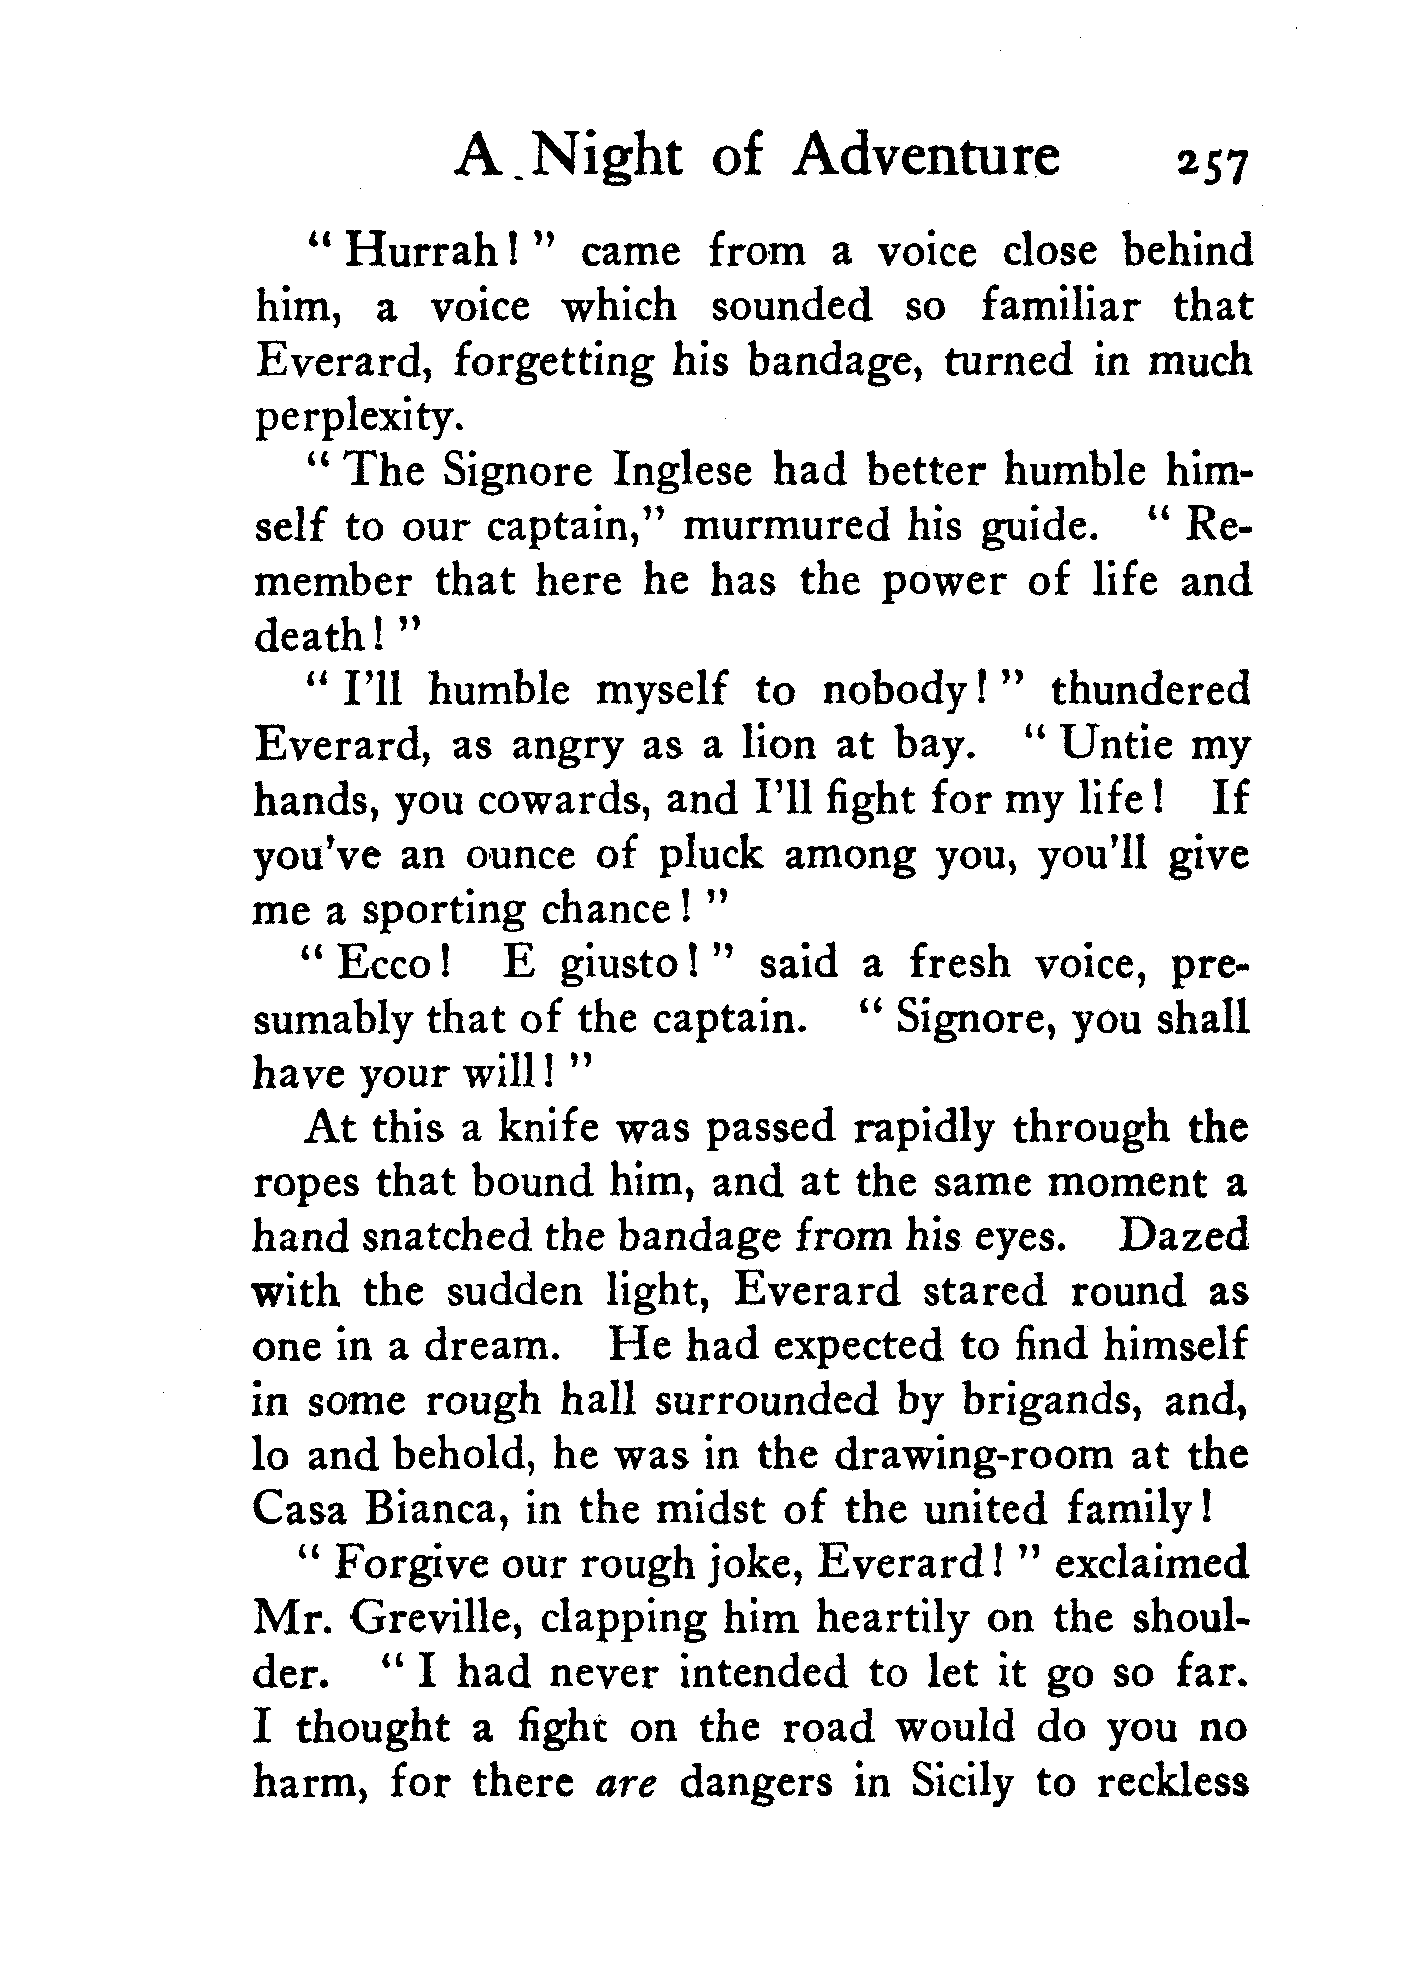 A Night of Adventure 257
“ Hurrah ! ” came from a voice close behind
him, a voice which sounded so familiar that
Everard, forgetting his bandage, turned in much
perplexity.
“ The Signore Inglese had better humble him-
self to our captain,” murmured his guide. “ Re-
member that here he has the power of life and
death ! ”
“ I’ll humble myself to nobody ! ” thundered
Everard, as angry as a lion at bay. “ Untie my
hands, you cowards, and I’ll fight for my life ! If
you’ve an ounce of pluck among you, you’ll give
me a sporting chance ! ”
“ Ecco ! E giusto ! ” said a fresh voice, pre-
sumably that of the captain. “ Signore, you shall
have your will ! ”
At this a knife was passed rapidly through the
ropes that bound him, and at the same moment a
hand snatched the bandage from his eyes. Dazed
with the sudden light, Everard stared round as
one in a dream. He had expected to find himself
in some rough hall surrounded by brigands, and,
lo and behold, he was in the drawing-room at the
Casa Bianca, in the midst of the united family !
“ Forgive our rough joke, Everard ! ” exclaimed
Mr. Greville, clapping him heartily on the shoul-
der. “ I had never intended to let it go so far.
I thought a fight on the road would do you no
harm, for there are dangers in Sicily to reckless